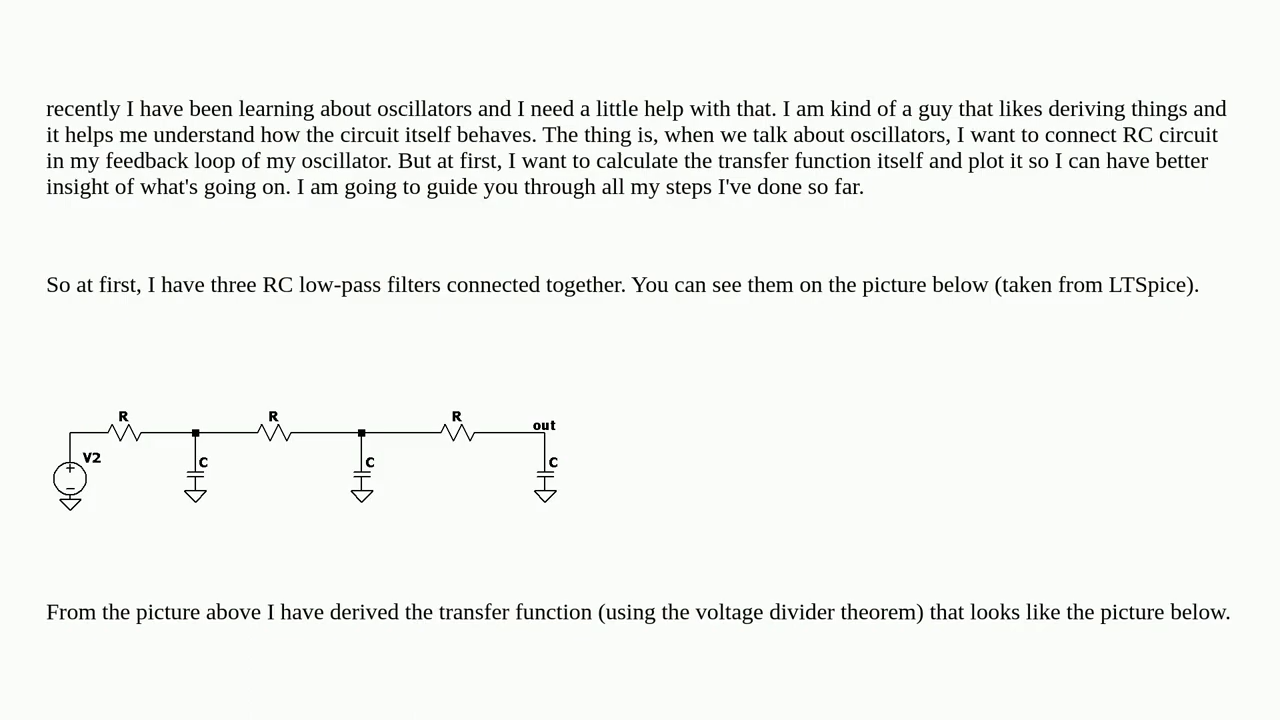 recently I have been learning about oscillators and I need a little help with that. I am kind of a guy that likes deriving things and
it helps me understand how the circuit itself behaves. The thing is, when we talk about oscillators, I want to connect RC circuit
in my feedback loop of my oscillator. But at first, I want to calculate the transfer function itself and plot it so I can have better
insight of what's going on. I am going to guide you through all my steps I've done so far.
So at first, I have three RC low-pass filters connected together. You can see them on the picture below (taken from LTSpice).
R R R out
V2 C C C
From the picture above I have derived the transfer function (using the voltage divider theorem) that looks like the picture below.